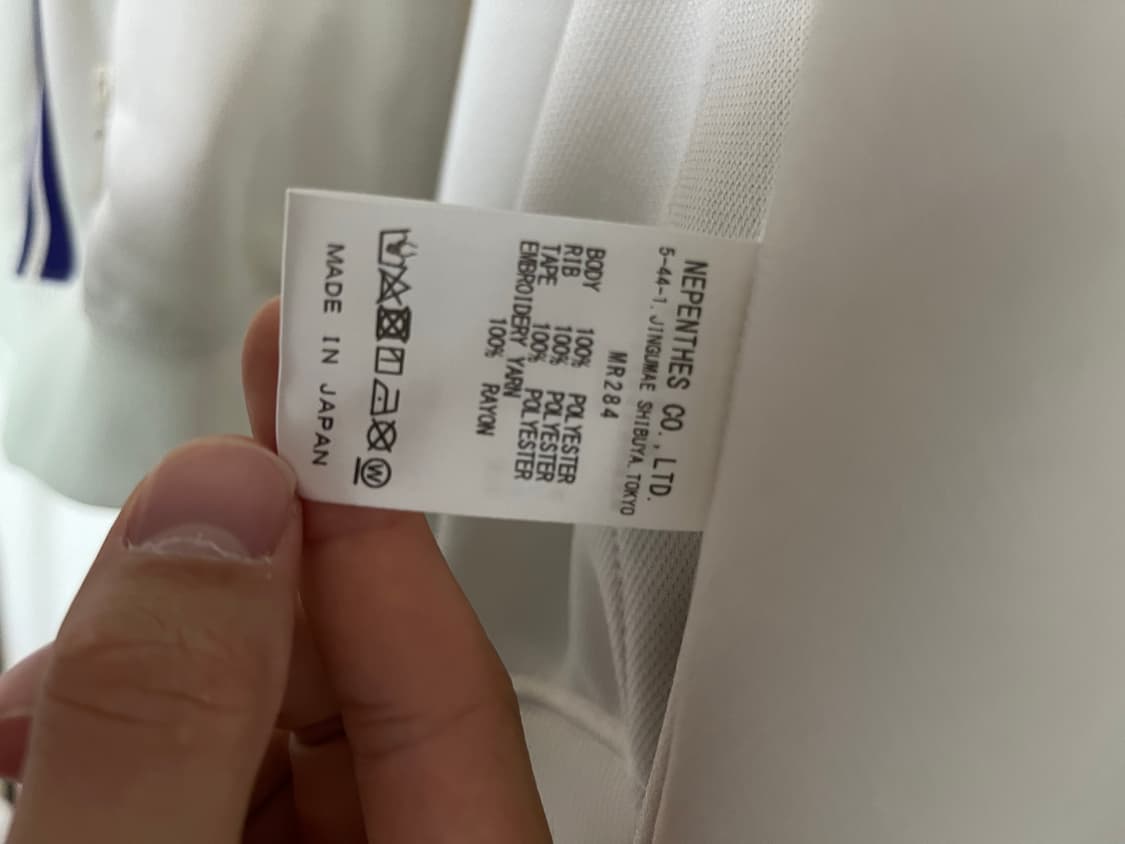 NEPENTHES CO.,LTD.
5-44-1. JINGUMAE SHIBUYA.TOKYO
MR284
BODY 100% POLYESTER
RIB 100% POLYESTER
TAPE 100% POLYESTER
EMBROIDERY YARN
100% RAYON
W
MADE IN JAPAN